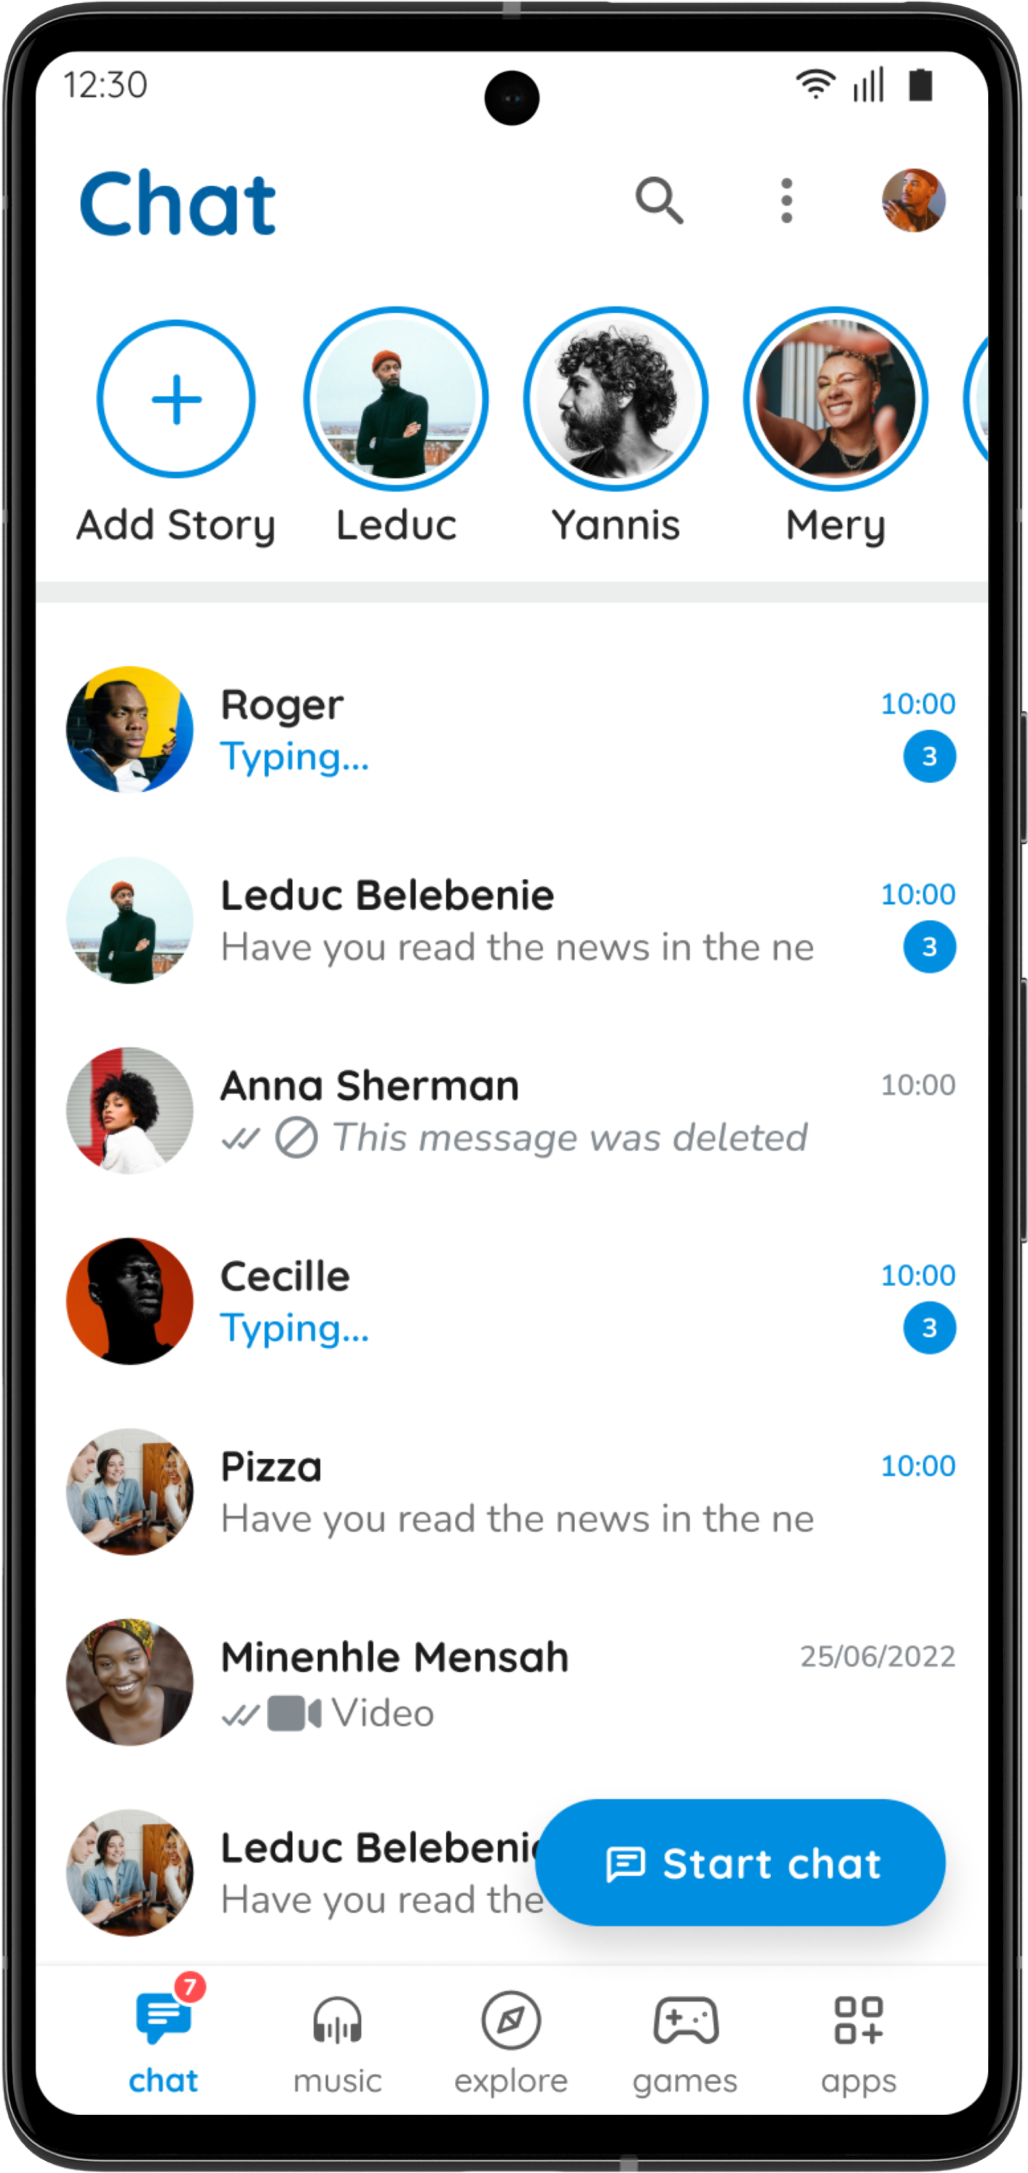 12:30
Chat
Add Story Leduc Yannis Mery
Roger 10:00
Typing... 3
Leduc Belebenie 10:00
Have you read the news in the ne 3
Anna Sherman 10:00
This message was deleted
Cecille 10:00
Typing... 3
Pizza 10:00
Have you read the news in the ne
Minenhle Mensah 25/06/2022
Video
Leduc Belebenie
Have you read the
Start chat
7
chat music explore games apps